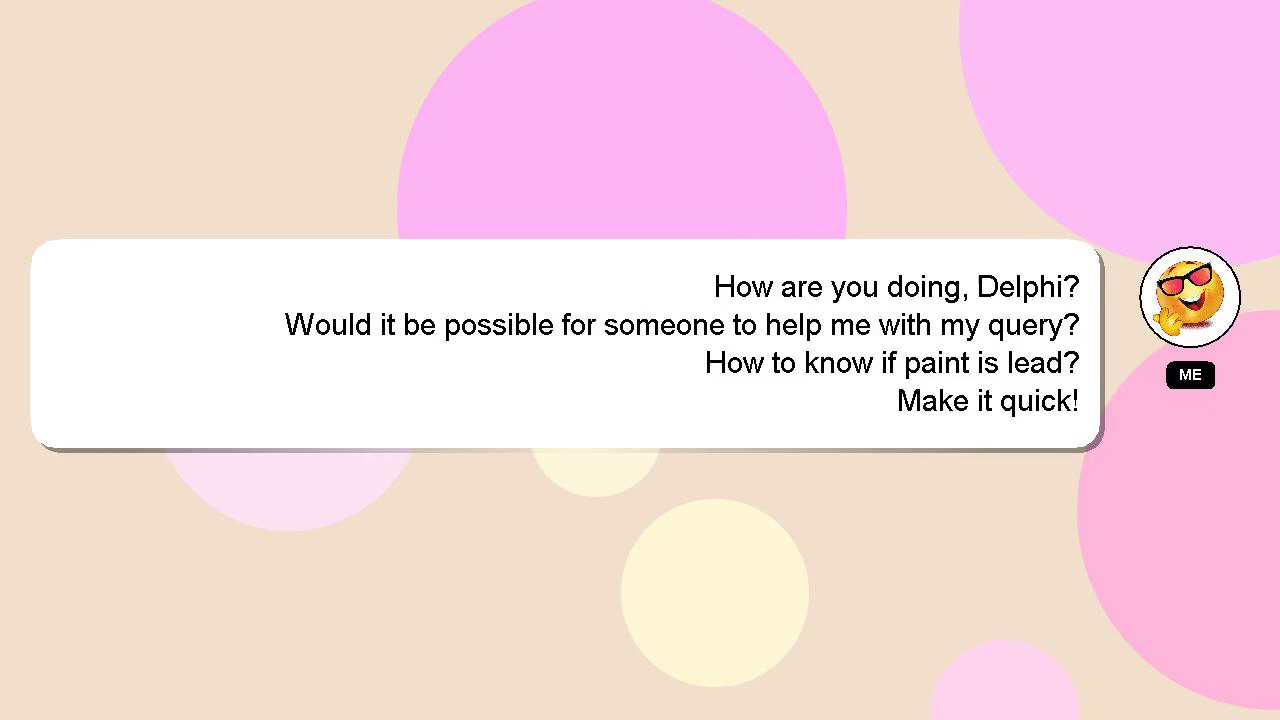 How are you doing, Delphi?
Would it be possible for someone to help me with my query?
How to know if paint is lead?
Make it quick!
ME